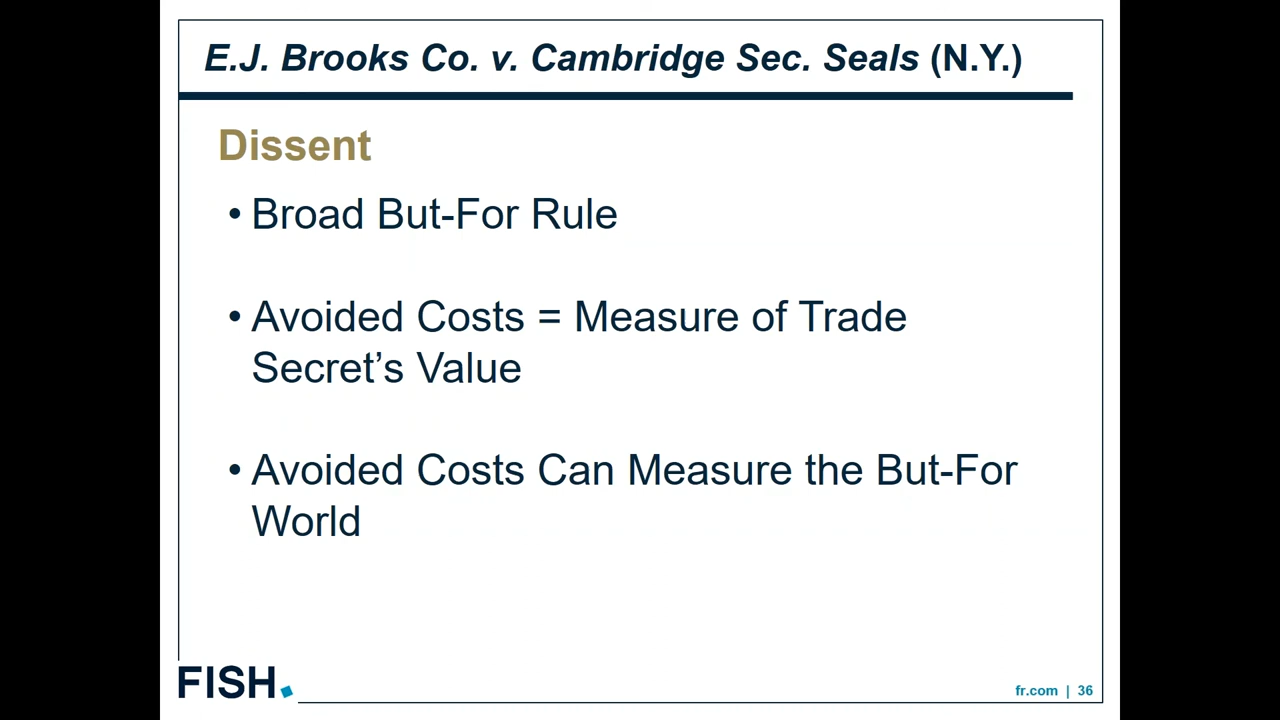 E.J. Brooks Co. v. Cambridge Sec. Seals (N.Y.)
Dissent
• Broad But-For Rule
• Avoided Costs = Measure of Trade
Secret’s Value
• Avoided Costs Can Measure the But-For
World
FISH.
fr.com | 36